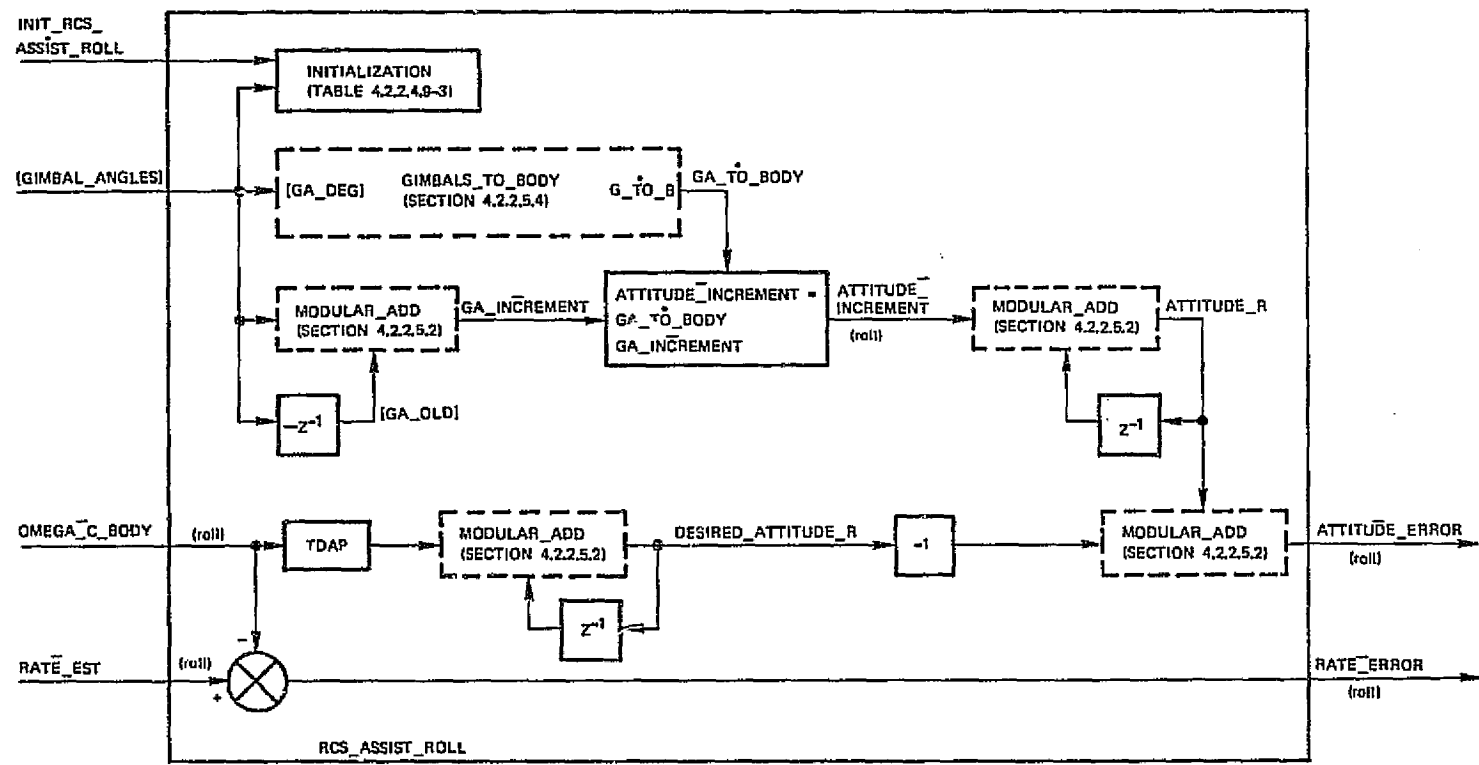 INIT_RCS_
ASSIST_ROLL
INITIALIZATION
(TABLE 4.2.2.4.9-3)
[GIMBAL_ANGLES]
[GA_DEG]
GIMBALS_TO_BODY
(SECTION 4.2.2.5.4)
G_TO_B
GA_TO_BODY
MODULAR_ADD
(SECTION 4.2.2.5.2)
GA_INCREMENT
ATTITUDE_INCREMENT =
GA_TO_BODY
GA_INCREMENT
ATTITUDE_
INCREMENT
(roll)
MODULAR_ADD
(SECTION 4.2.2.5.2)
ATTITUDE_R
−Z⁻¹
[GA_OLD]
Z⁻¹
OMEGA_C_BODY
(roll)
TDAP
MODULAR_ADD
(SECTION 4.2.2.5.2)
DESIRED_ATTITUDE_R
-1
MODULAR_ADD
(SECTION 4.2.2.5.2)
ATTITUDE_ERROR
(roll)
Z⁻¹
−
RATE_EST
(roll)
+
RATE_ERROR
(roll)
RCS_ASSIST_ROLL